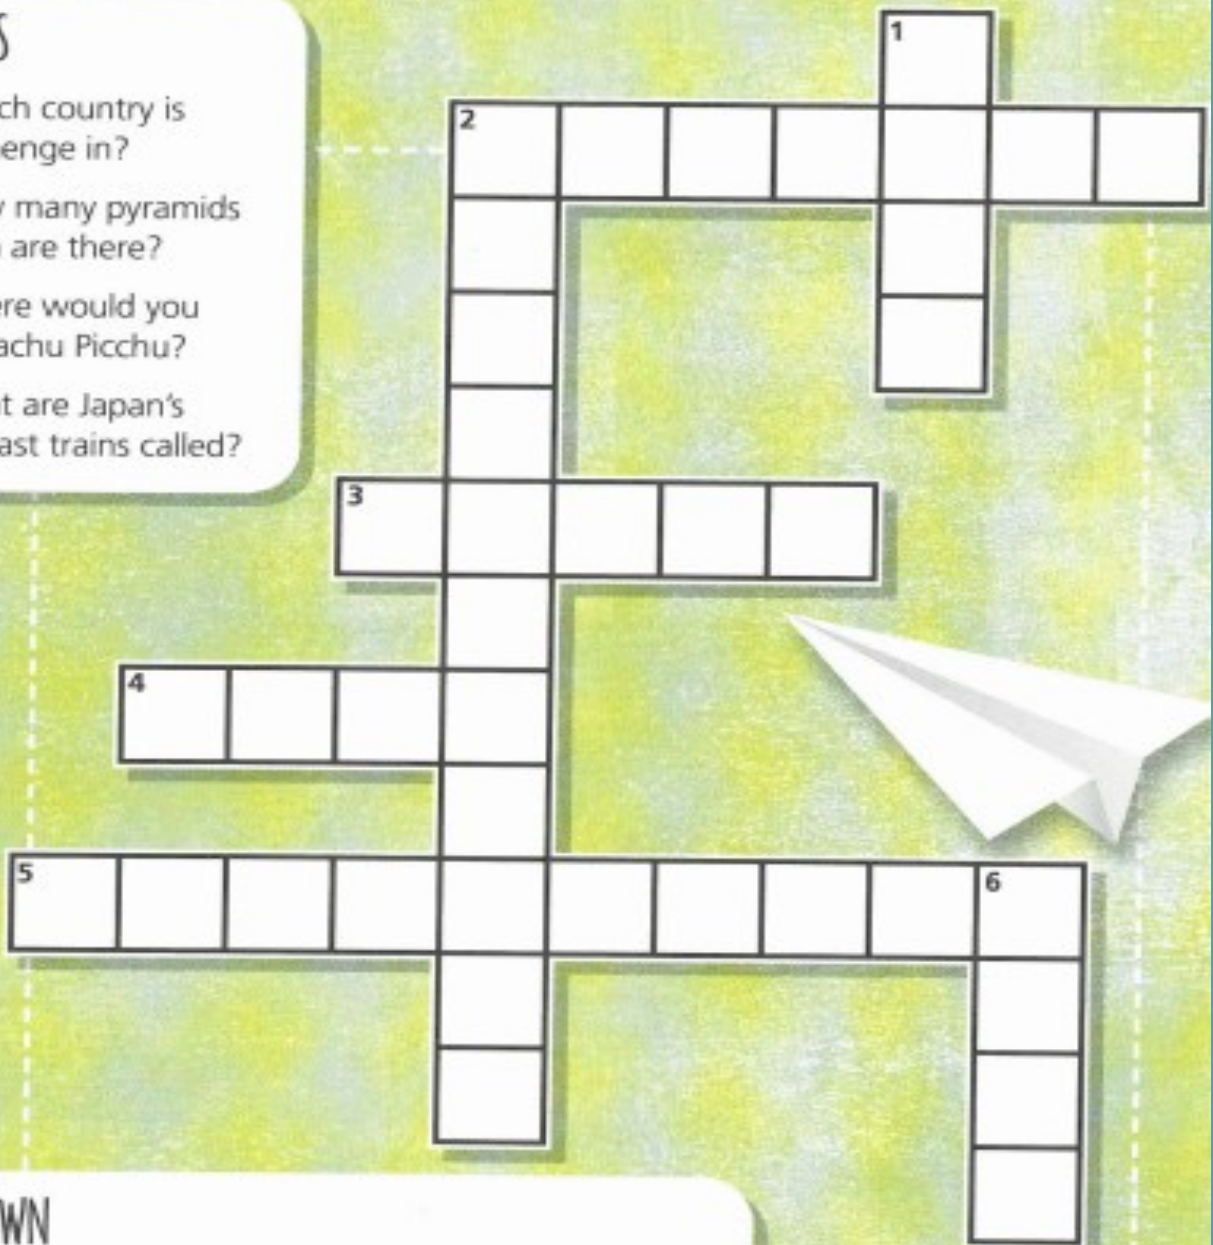 S
ch country is
enge in?
y many pyramids
are there?
ere would you
achu Picchu?
t are Japan's
ast trains called?
1
2
3
4
5
6
WN